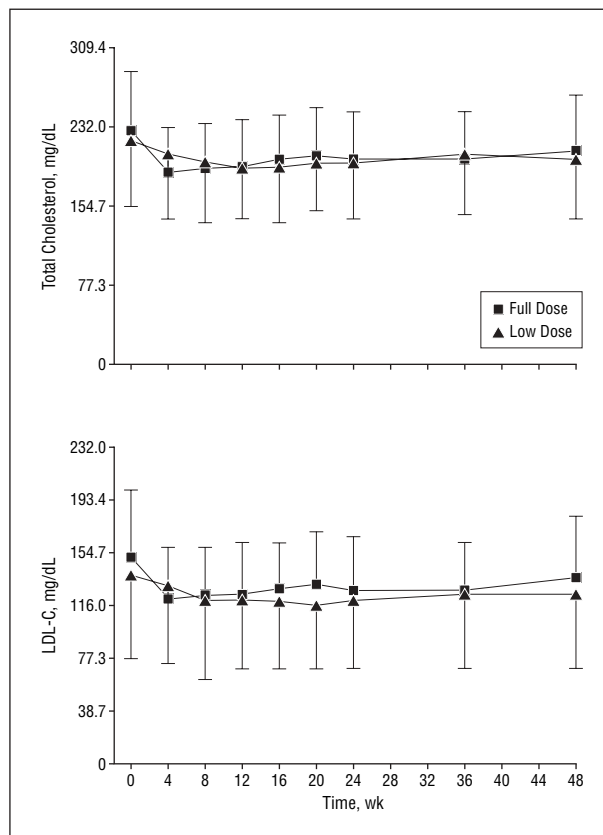 309.4
232.0
154.7
77.3
0
Total Cholesterol, mg/dL
Full Dose
Low Dose
232.0
193.4
154.7
116.0
77.3
38.7
0
LDL-C, mg/dL
0 4 8 12 16 20 24 28 32 36 40 44 48
Time, wk